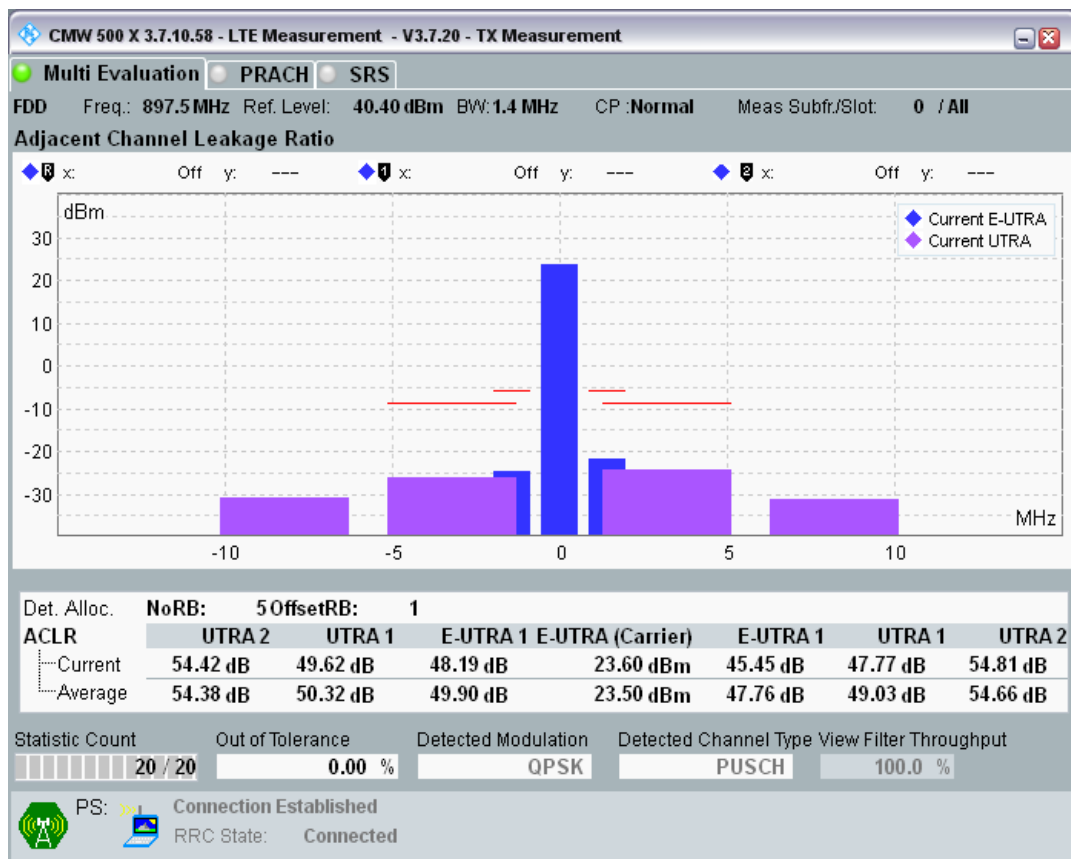 CMW 500 X 3.7.10.58 - LTE Measurement - V3.7.20 - TX Measurement
Multi Evaluation PRACH SRS
FDD Freq.: 897.5 MHz Ref. Level: 40.40 dBm BW: 1.4 MHz CP :Normal Meas Subfr./Slot: 0 / All
Adjacent Channel Leakage Ratio
R x: Off y: --- 1 x: Off y: --- 2 x: Off y: ---
dBm
Current E-UTRA
Current UTRA
30
20
10
0
-10
-20
-30
MHz
-10 -5 0 5 10
Det. Alloc. NoRB: 5 OffsetRB: 1
ACLR UTRA 2 UTRA 1 E-UTRA 1 E-UTRA (Carrier) E-UTRA 1 UTRA 1 UTRA 2
Current 54.42 dB 49.62 dB 48.19 dB 23.60 dBm 45.45 dB 47.77 dB 54.81 dB
Average 54.38 dB 50.32 dB 49.90 dB 23.50 dBm 47.76 dB 49.03 dB 54.66 dB
Statistic Count Out of Tolerance Detected Modulation Detected Channel Type View Filter Throughput
20 / 20 0.00 % QPSK PUSCH 100.0 %
PS: Connection Established
RRC State: Connected